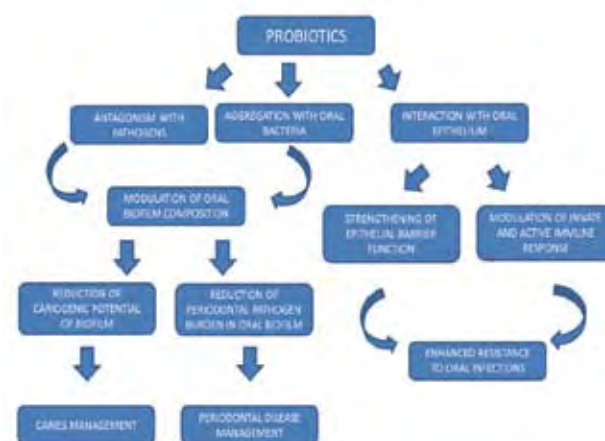 PROBIOTICS
ANTAGONISM WITH
PATHOGENS
AGGREGATION WITH ORAL
BACTERIA
INTERACTION WITH ORAL
EPITHELIUM
MODULATION OF ORAL
BIOFILM COMPOSITION
STRENGTHENING OF
EPITHELIAL BARRIER
FUNCTION
MODULATION OF INNATE
AND ACTIVE IMMUNE
RESPONSE
REDUCTION OF
CARIOGENIC POTENTIAL
OF BIOFILM
REDUCTION OF
PERIODONTAL PATHOGEN
BURDEN IN ORAL BIOFILM
ENHANCED RESISTANCE
TO ORAL INFECTIONS
CARIES MANAGEMENT
PERIODONTAL DISEASE
MANAGEMENT